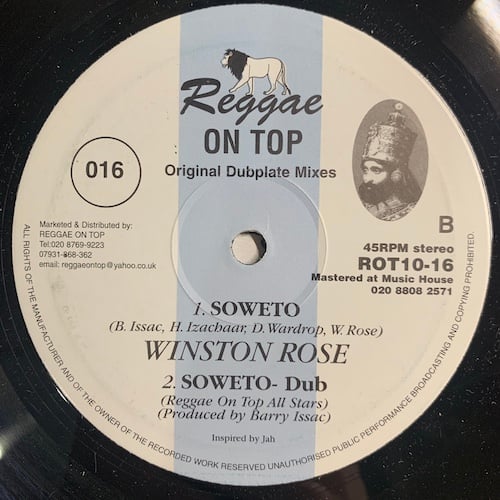 Reggae
ON TOP
Original Dubplate Mixes
016
Marketed & Distributed by:
REGGAE ON TOP
Tel:020 8769-9223
07931-868-362
email: reggaeontop@yahoo.co.uk
B
45RPM stereo
ROT10-16
Mastered at Music House
020 8808 2571
1. SOWETO
(B. Issac, H. Izachaar, D. Wardrop, W. Rose)
WINSTON ROSE
2. SOWETO- Dub
(Reggae On Top All Stars)
(Produced by Barry Issac)
Inspired by Jah
ALL RIGHTS OF THE MANUFACTURER AND OF THE OWNER OF THE RECORDED WORK RESERVED UNAUTHORISED PUBLIC PERFORMANCE BROADCASTING AND COPYING PROHIBITED.